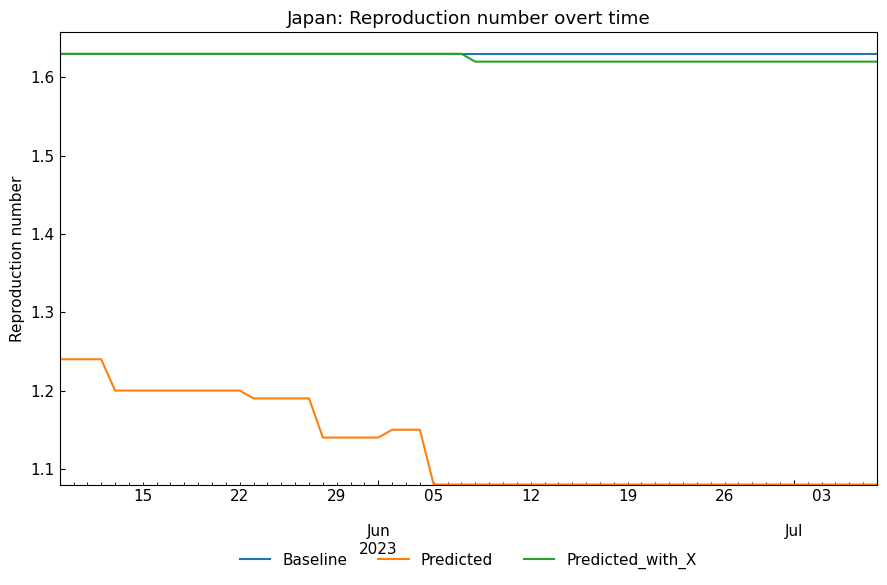 Japan: Reproduction number overt time
Reproduction number
1.6
1.5
1.4
1.3
1.2
1.1
15 22 29 05 12 19 26 03
Jun Jul
2023
Baseline Predicted Predicted_with_X